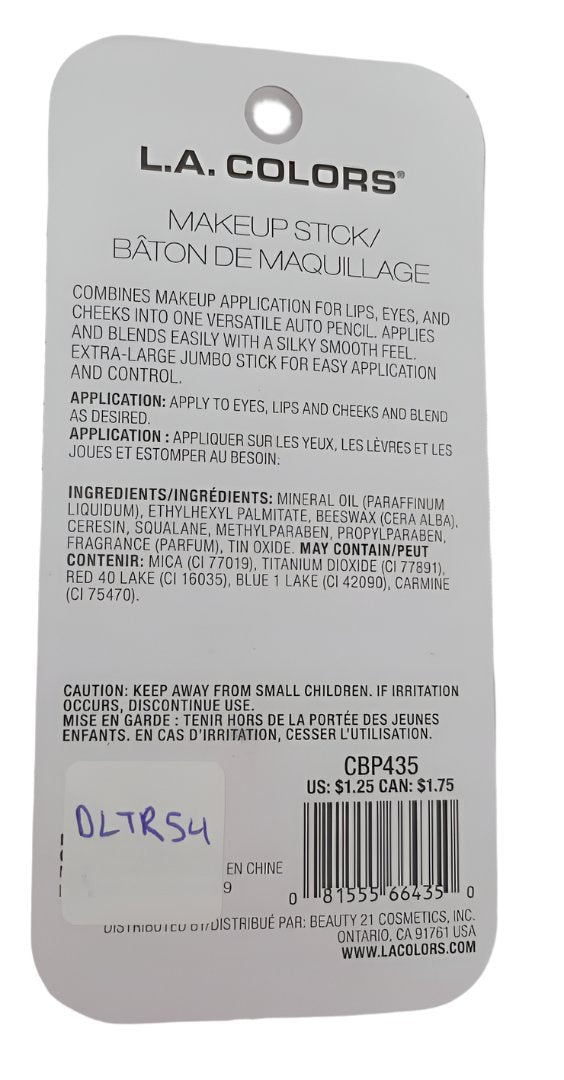 L.A. COLORS®
MAKEUP STICK/
BÂTON DE MAQUILLAGE
COMBINES MAKEUP APPLICATION FOR LIPS, EYES, AND
CHEEKS INTO ONE VERSATILE AUTO PENCIL. APPLIES
AND BLENDS EASILY WITH A SILKY SMOOTH FEEL.
EXTRA-LARGE JUMBO STICK FOR EASY APPLICATION
AND CONTROL.
APPLICATION: APPLY TO EYES, LIPS AND CHEEKS AND BLEND
AS DESIRED.
APPLICATION : APPLIQUER SUR LES YEUX, LES LÈVRES ET LES
JOUES ET ESTOMPER AU BESOIN.
INGREDIENTS/INGRÉDIENTS: MINERAL OIL (PARAFFINUM
LIQUIDUM), ETHYLHEXYL PALMITATE, BEESWAX (CERA ALBA),
CERESIN, SQUALANE, METHYLPARABEN, PROPYLPARABEN,
FRAGRANCE (PARFUM), TIN OXIDE. MAY CONTAIN/PEUT
CONTENIR: MICA (CI 77019), TITANIUM DIOXIDE (CI 77891),
RED 40 LAKE (CI 16035), BLUE 1 LAKE (CI 42090), CARMINE
(CI 75470).
CAUTION: KEEP AWAY FROM SMALL CHILDREN. IF IRRITATION
OCCURS, DISCONTINUE USE.
MISE EN GARDE : TENIR HORS DE LA PORTÉE DES JEUNES
ENFANTS. EN CAS D'IRRITATION, CESSER L'UTILISATION.
CBP435
US: $1.25 CAN: $1.75
DLTR54
EN CHINE
9
0 81555 66435 0
DISTRIBUTED BY/DISTRIBUÉ PAR: BEAUTY 21 COSMETICS, INC.
ONTARIO, CA 91761 USA
WWW.LACOLORS.COM